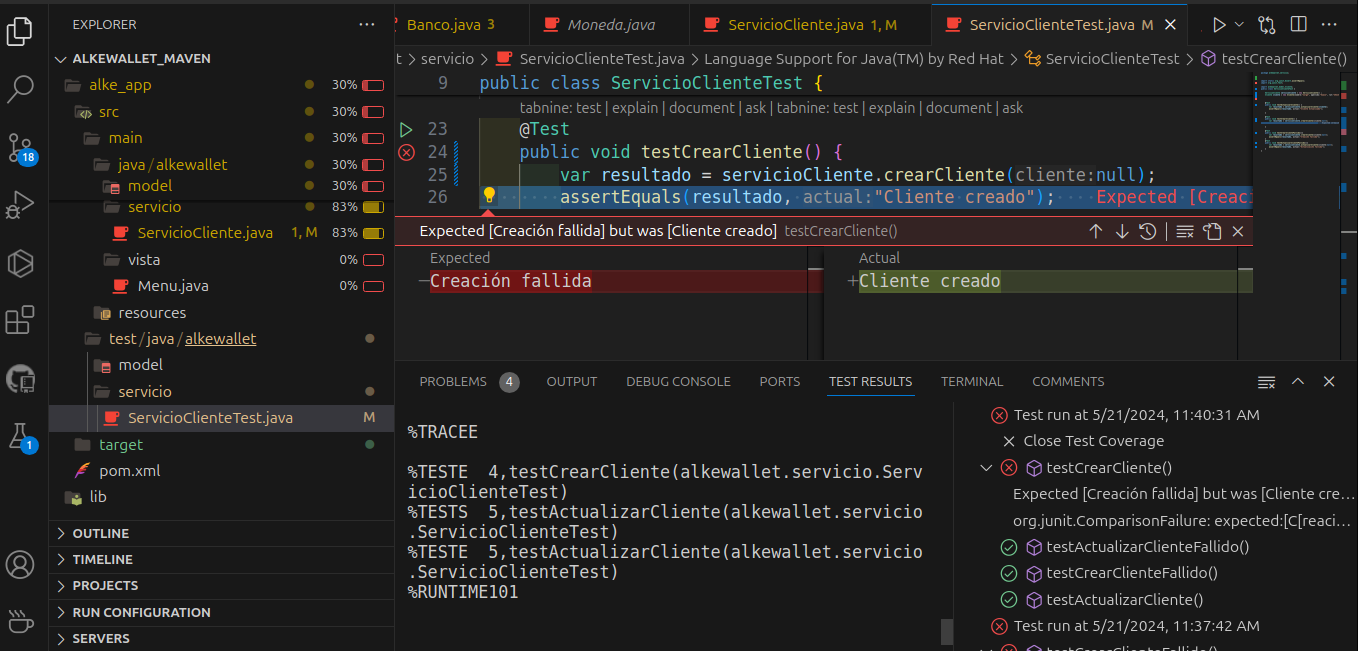 EXPLORER
ALKEWALLET_MAVEN
alke_app 30%
src 30%
main 30%
java/alkewallet 30%
model 30%
servicio 83%
ServicioCliente.java 1, M 83%
vista 0%
Menu.java 0%
resources
test/java/alkewallet
model
servicio
ServicioClienteTest.java M
target
pom.xml
lib
OUTLINE
TIMELINE
PROJECTS
RUN CONFIGURATION
SERVERS
18
1
Banco.java 3 Moneda.java ServicioCliente.java 1, M ServicioClienteTest.java M
t > servicio > ServicioClienteTest.java > Language Support for Java(TM) by Red Hat > ServicioClienteTest > testCrearCliente()
9 public class ServicioClienteTest {
tabnine: test | explain | document | ask | tabnine: test | explain | document | ask
23 @Test
24 public void testCrearCliente() {
25 var resultado = servicioCliente.crearCliente(cliente:null);
26 assertEquals(resultado, actual:"Cliente creado"); Expected [Creac
Expected [Creación Fallida] but was [Cliente creado] testCrearCliente()
Expected Actual
−Creación fallida +Cliente creado
PROBLEMS 4 OUTPUT DEBUG CONSOLE PORTS TEST RESULTS TERMINAL COMMENTS
%TRACEE
%TESTE 4,testCrearCliente(alkewallet.servicio.Serv
icioClienteTest)
%TESTS 5,testActualizarCliente(alkewallet.servicio
.ServicioClienteTest)
%TESTE 5,testActualizarCliente(alkewallet.servicio
.ServicioClienteTest)
%RUNTIME101
Test run at 5/21/2024, 11:40:31 AM
Close Test Coverage
testCrearCliente()
Expected [Creación fallida] but was [Cliente cre...
org.junit.ComparisonFailure: expected:[C[reaci...
testActualizarClienteFallido()
testCrearClienteFallido()
testActualizarCliente()
Test run at 5/21/2024, 11:37:42 AM
testCrearClienteFallido()